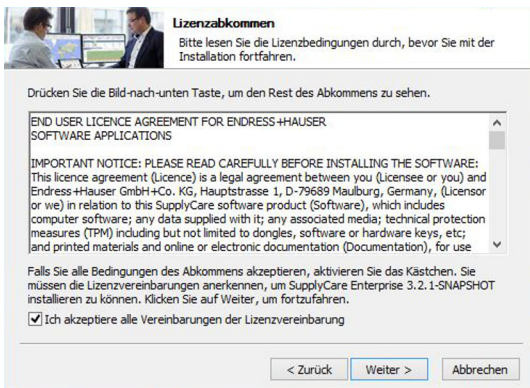 Lizenzabkommen
Bitte lesen Sie die Lizenzbedingungen durch, bevor Sie mit der
Installation fortfahren.
Drücken Sie die Bild-nach-unten Taste, um den Rest des Abkommens zu sehen.
END USER LICENCE AGREEMENT FOR ENDRESS+HAUSER
SOFTWARE APPLICATIONS
IMPORTANT NOTICE: PLEASE READ CAREFULLY BEFORE INSTALLING THE SOFTWARE:
This licence agreement (Licence) is a legal agreement between you (Licensee or you) and
Endress+Hauser GmbH+Co. KG, Hauptstrasse 1, D-79689 Maulburg, Germany, (Licensor
or we) in relation to this SupplyCare software product (Software), which includes
computer software; any data supplied with it; any associated media; technical protection
measures (TPM) including but not limited to dongles, software or hardware keys, etc;
and printed materials and online or electronic documentation (Documentation), for use
Falls Sie alle Bedingungen des Abkommens akzeptieren, aktivieren Sie das Kästchen. Sie
müssen die Lizenzvereinbarungen anerkennen, um SupplyCare Enterprise 3.2.1-SNAPSHOT
installieren zu können. Klicken Sie auf Weiter, um fortzufahren.
Ich akzeptiere alle Vereinbarungen der Lizenzvereinbarung
< Zurück
Weiter >
Abbrechen